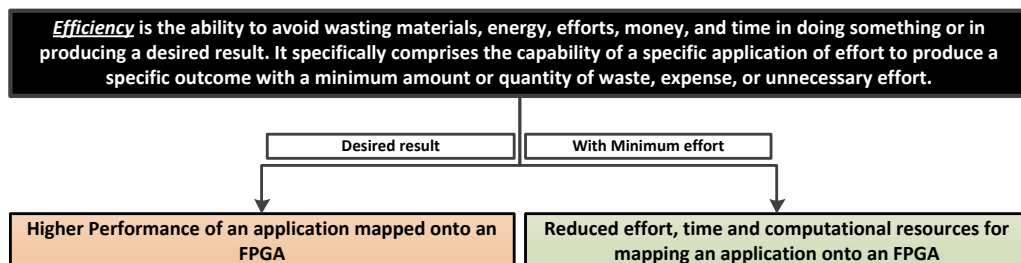 Efficiency is the ability to avoid wasting materials, energy, efforts, money, and time in doing something or in
producing a desired result. It specifically comprises the capability of a specific application of effort to produce a
specific outcome with a minimum amount or quantity of waste, expense, or unnecessary effort.
Desired result
With Minimum effort
Higher Performance of an application mapped onto an
FPGA
Reduced effort, time and computational resources for
mapping an application onto an FPGA